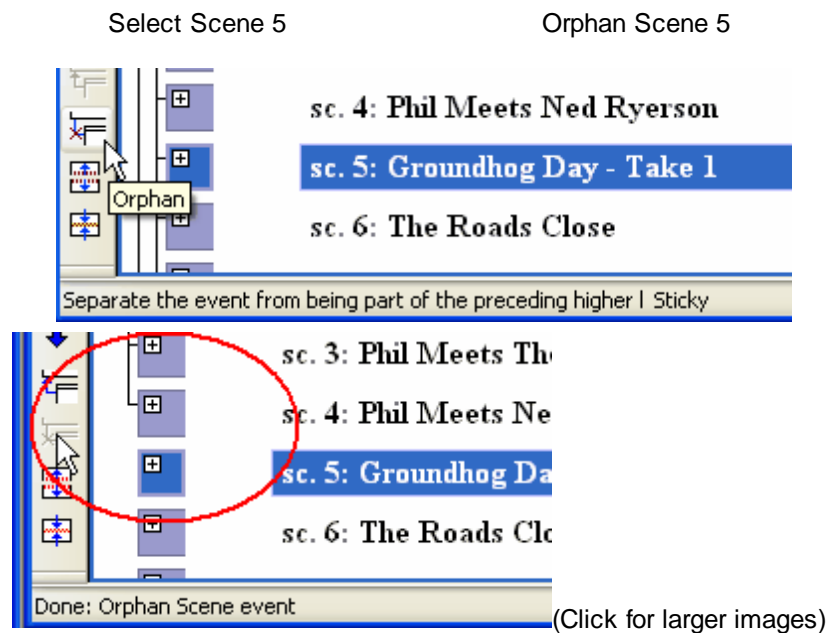 Select Scene 5 Orphan Scene 5
sc. 4: Phil Meets Ned Ryerson
sc. 5: Groundhog Day - Take 1
Orphan
sc. 6: The Roads Close
Separate the event from being part of the preceding higher l Sticky
sc. 3: Phil Meets Th
sc. 4: Phil Meets Ne
sc. 5: Groundhog Da
sc. 6: The Roads Clo
Done: Orphan Scene event
(Click for larger images)